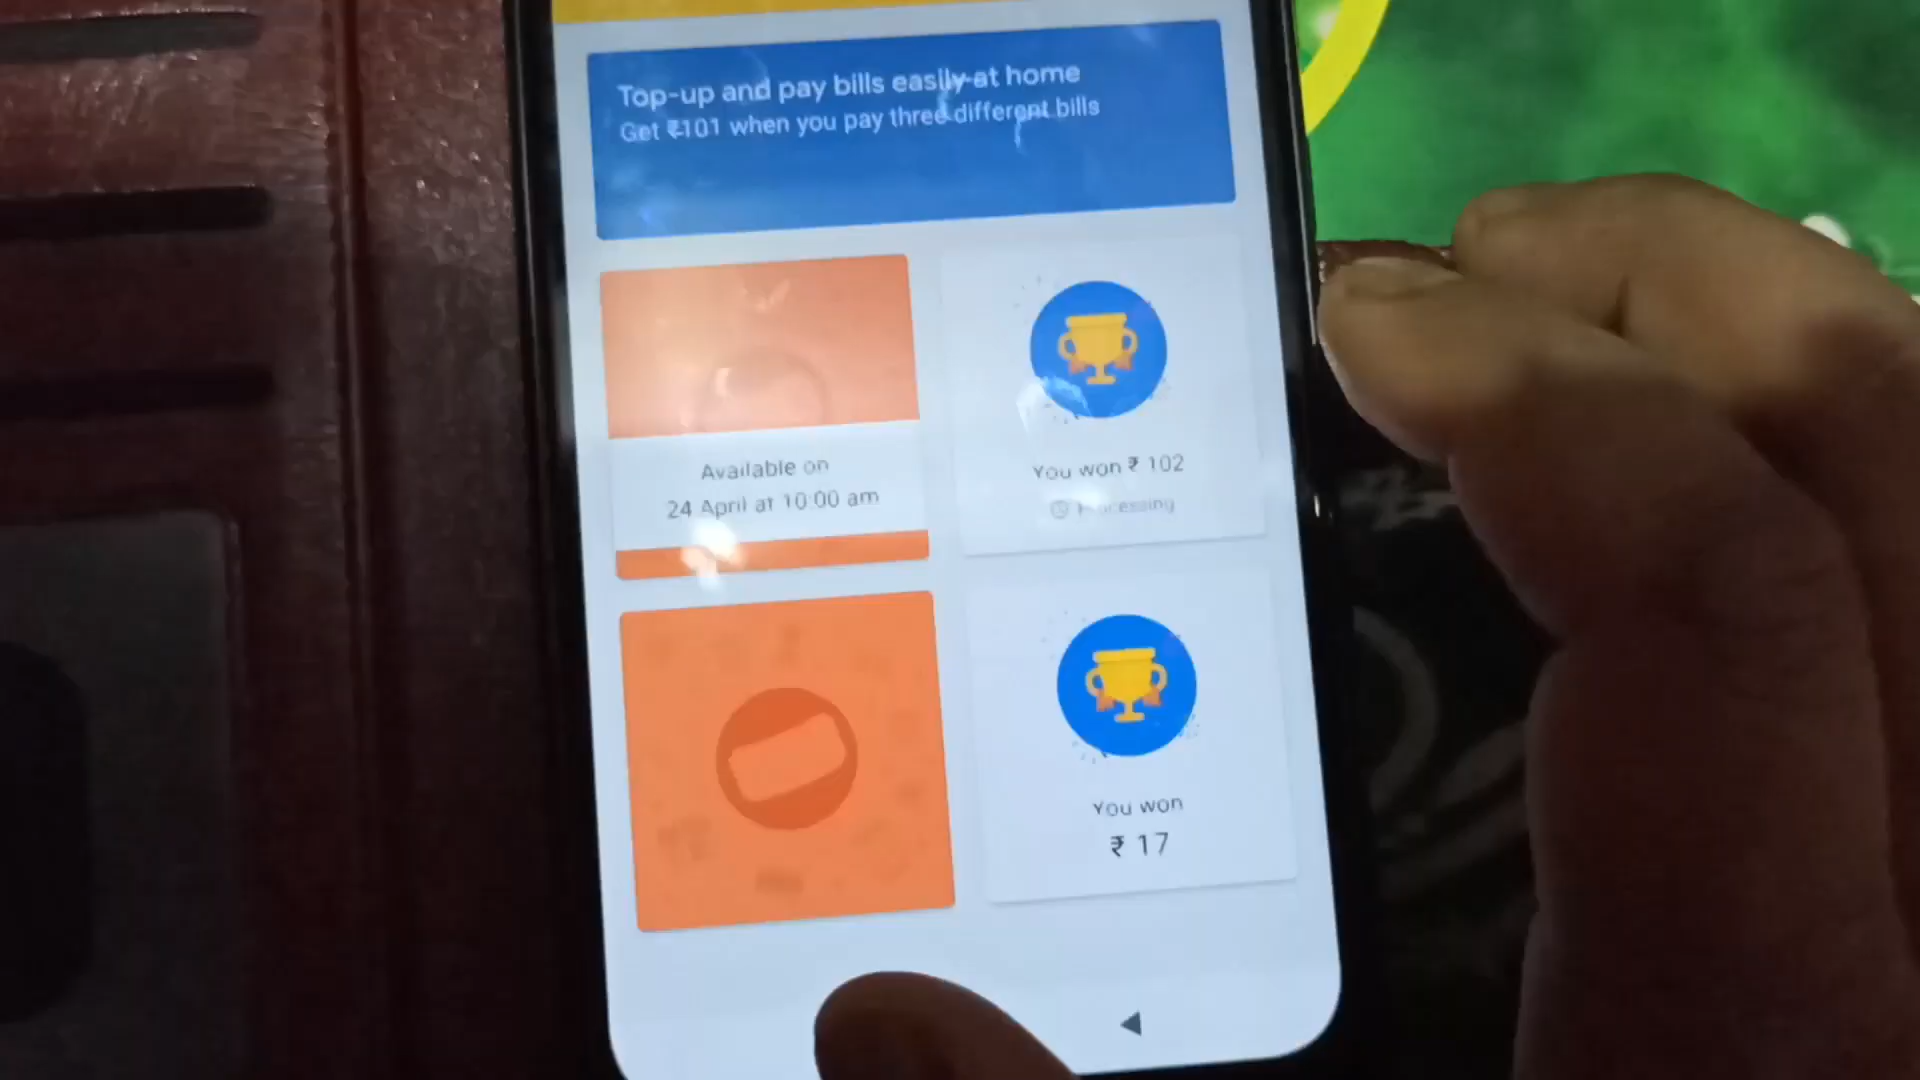 Top-up and pay bills easily at home
Get ₹101 when you pay three different bills
Available on
24 April at 10:00 am
You won ₹ 102
Processing
You won
₹ 17